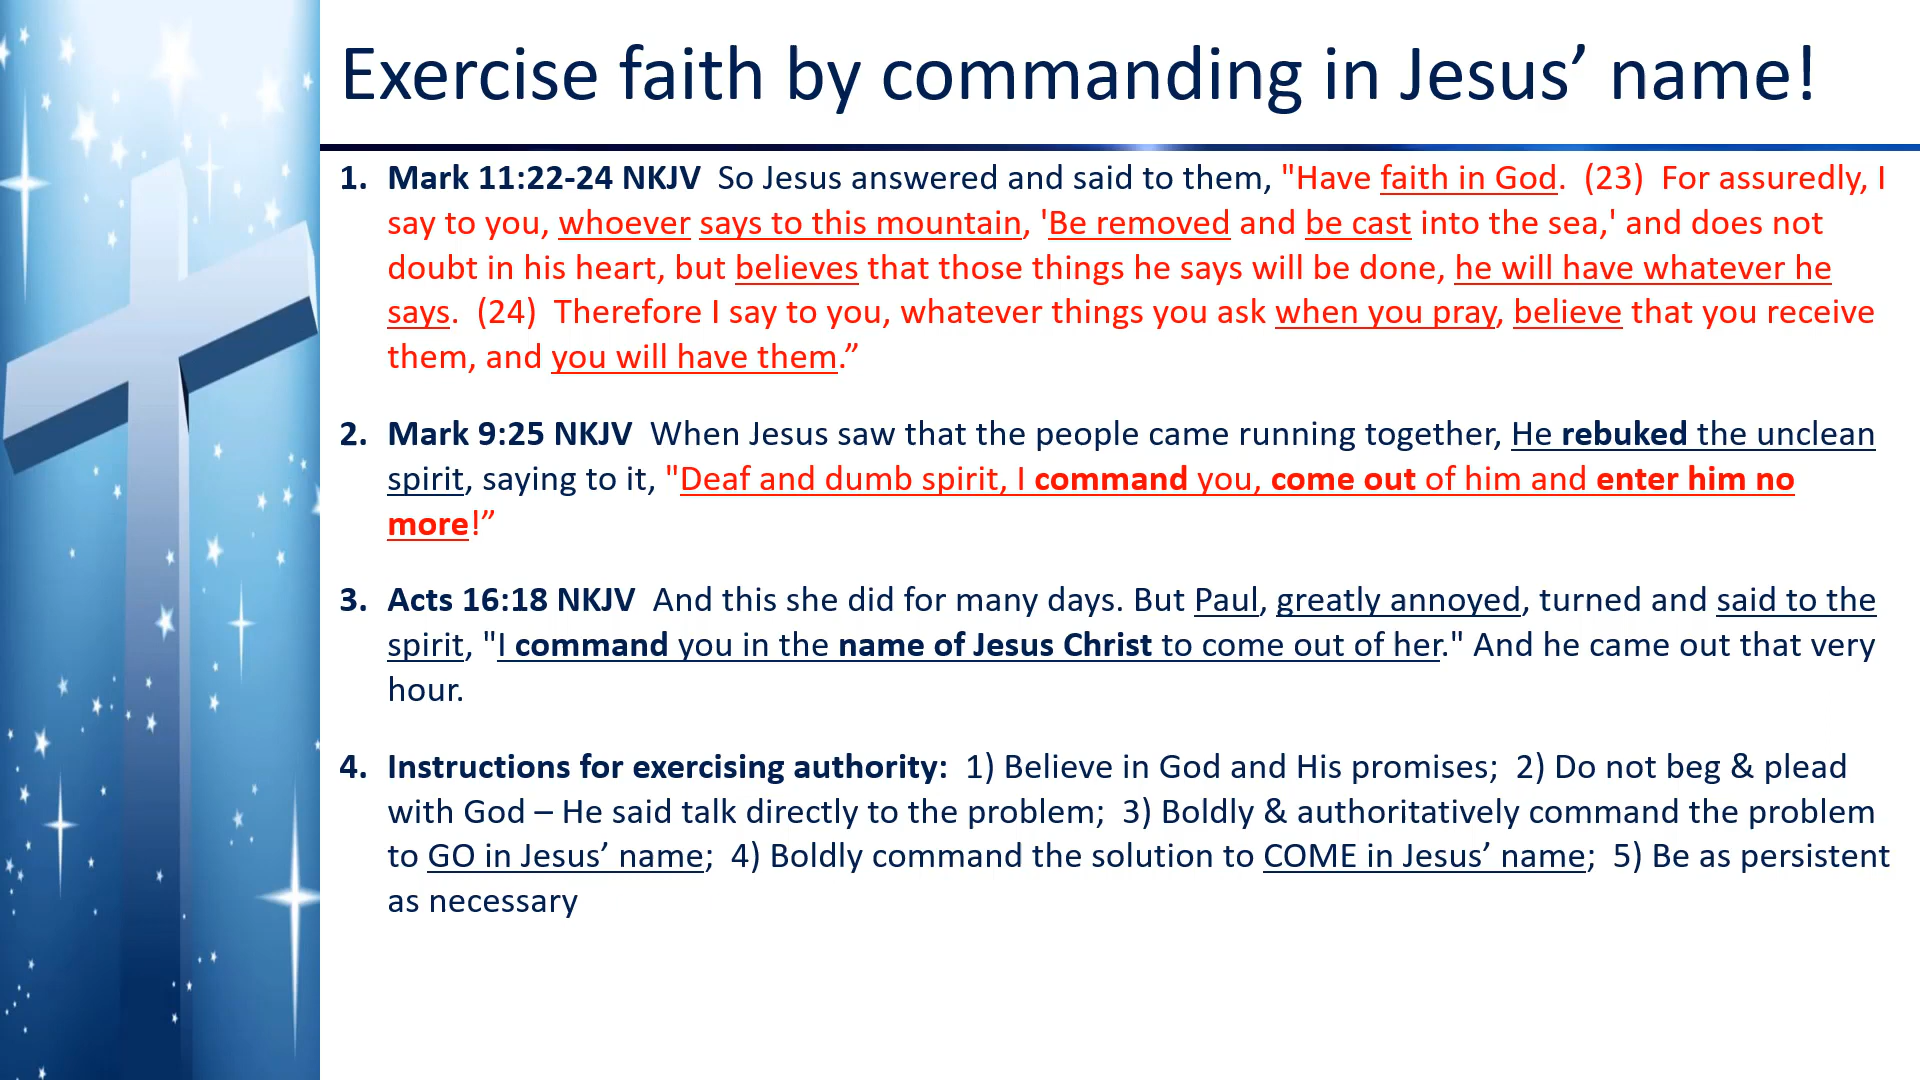 Exercise faith by commanding in Jesus’ name!
1. Mark 11:22-24 NKJV  So Jesus answered and said to them, "Have faith in God.  (23)  For assuredly, I
say to you, whoever says to this mountain, 'Be removed and be cast into the sea,' and does not
doubt in his heart, but believes that those things he says will be done, he will have whatever he
says.  (24)  Therefore I say to you, whatever things you ask when you pray, believe that you receive
them, and you will have them.”
2. Mark 9:25 NKJV  When Jesus saw that the people came running together, He rebuked the unclean
spirit, saying to it, "Deaf and dumb spirit, I command you, come out of him and enter him no
more!”
3. Acts 16:18 NKJV  And this she did for many days. But Paul, greatly annoyed, turned and said to the
spirit, "I command you in the name of Jesus Christ to come out of her." And he came out that very
hour.
4. Instructions for exercising authority:  1) Believe in God and His promises;  2) Do not beg & plead
with God – He said talk directly to the problem;  3) Boldly & authoritatively command the problem
to GO in Jesus’ name;  4) Boldly command the solution to COME in Jesus’ name;  5) Be as persistent
as necessary